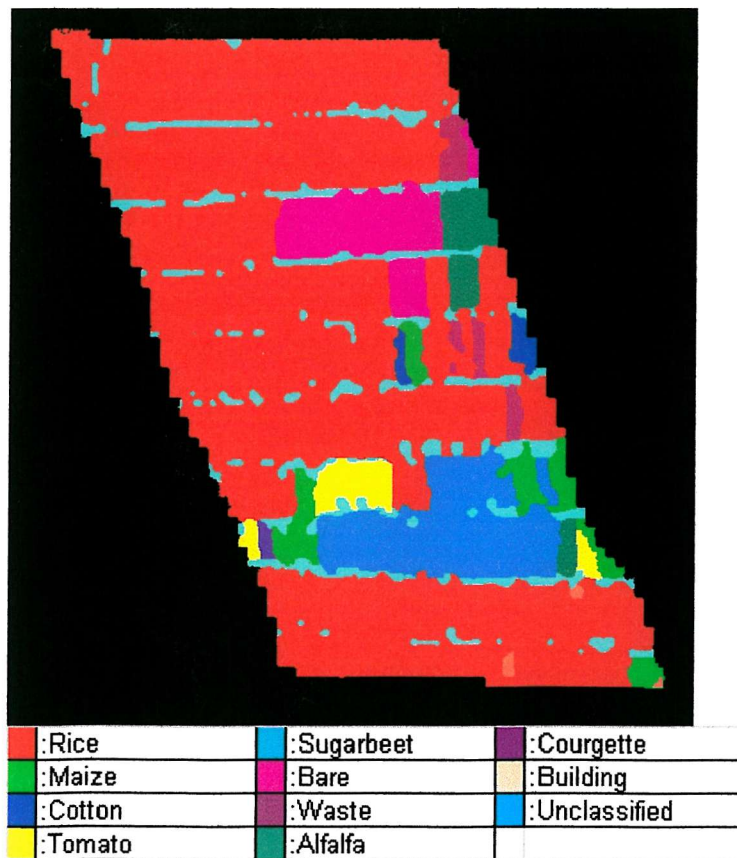 :Rice :Sugarbeet :Courgette
:Maize :Bare :Building
:Cotton :Waste :Unclassified
:Tomato :Alfalfa